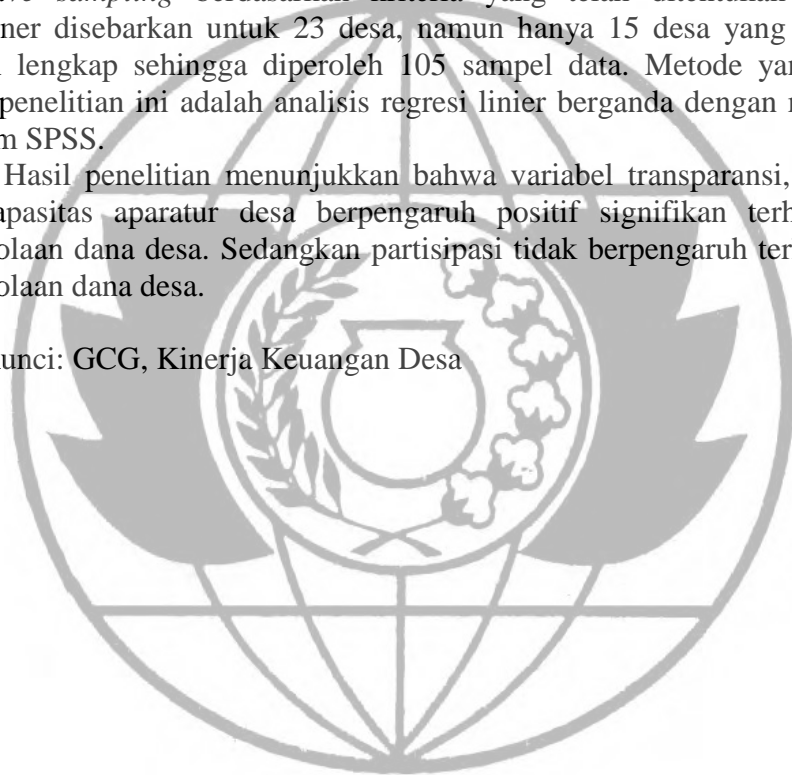 sampling berdasarkan kriteria yang telah ditentukan
ner disebarkan untuk 23 desa, namun hanya 15 desa yang
lengkap sehingga diperoleh 105 sampel data. Metode yan
penelitian ini adalah analisis regresi linier berganda dengan
m SPSS.
Hasil penelitian menunjukkan bahwa variabel transparansi,
apasitas aparatur desa berpengaruh positif signifikan terh
olaan dana desa. Sedangkan partisipasi tidak berpengaruh ter
olaan dana desa.
unci: GCG, Kinerja Keuangan Desa